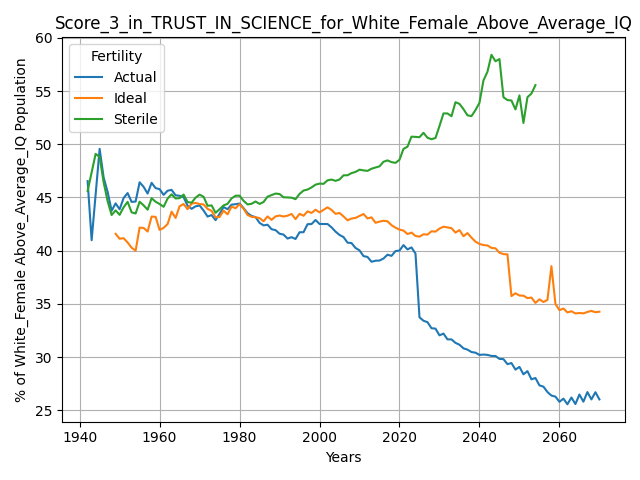 Score_3_in_TRUST_IN_SCIENCE_for_White_Female_Above_Average_IQ
% of White_Female Above_Average_IQ Population
60
55
50
45
40
35
30
25
Fertility
Actual
Ideal
Sterile
1940 1960 1980 2000 2020 2040 2060
Years